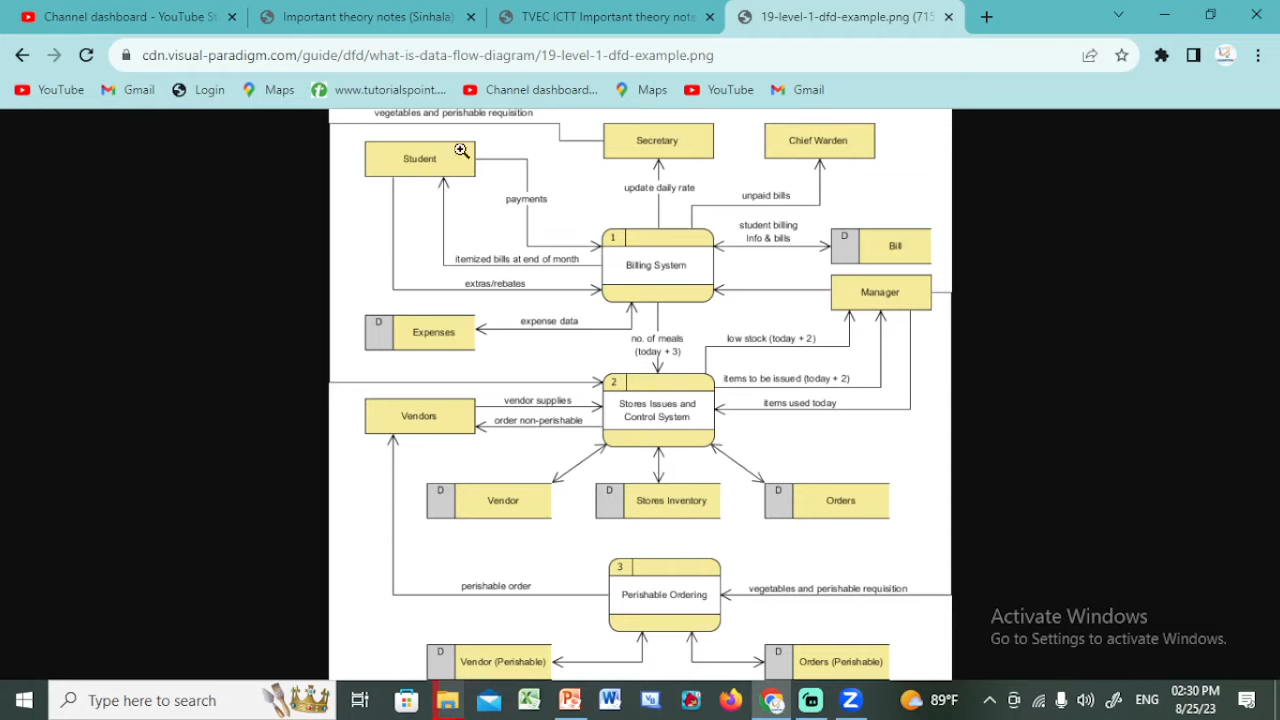 Channel dashboard - YouTube St
Important theory notes (Sinhala)
TVEC ICTT Important theory note
19-level-1-dfd-example.png (715
cdn.visual-paradigm.com/guide/dfd/what-is-data-flow-diagram/19-level-1-dfd-example.png
YouTube
Gmail
Login
Maps
www.tutorialspoint....
Channel dashboard...
Maps
YouTube
Gmail
vegetables and perishable requisition
Student
Secretary
Chief Warden
update daily rate
unpaid bills
payments
student billing
Info & bills
1
D
Bill
Billing System
itemized bills at end of month
extras/rebates
Manager
D
Expenses
expense data
no. of meals
(today + 3)
low stock (today + 2)
2
items to be issued (today + 2)
Stores Issues and
Control System
vendor supplies
items used today
Vendors
order non-perishable
D
Vendor
D
Stores Inventory
D
Orders
3
Perishable Ordering
perishable order
vegetables and perishable requisition
D
Vendor (Perishable)
D
Orders (Perishable)
Activate Windows
Go to Settings to activate Windows.
Type here to search
89°F
ENG
02:30 PM
8/25/23